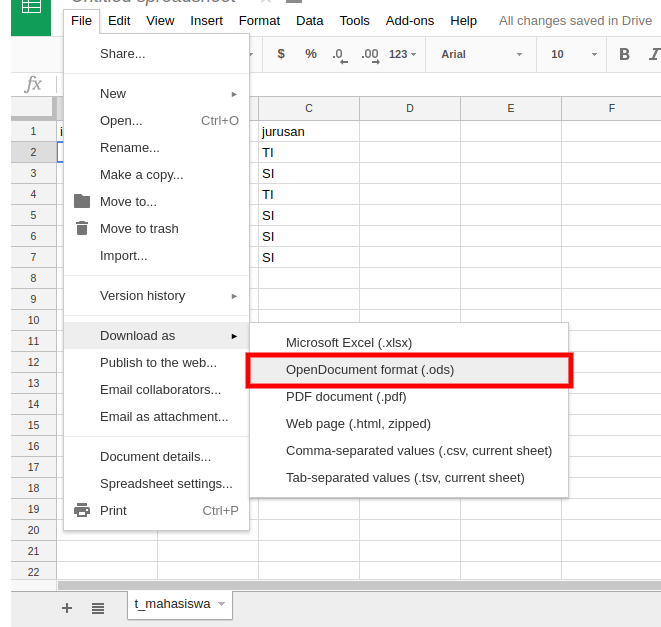 Untitled spreadsheet
File Edit View Insert Format Data Tools Add-ons Help All changes saved in Drive
$ % .0 .00 123 Arial 10 B I
Share...
fx
New
C D E F
Open... Ctrl+O
1 i jurusan
Rename...
2 TI
Make a copy...
3 SI
4 TI
Move to...
5 SI
Move to trash
6 SI
Import...
7 SI
8
Version history
9
10
Download as
11
Microsoft Excel (.xlsx)
Publish to the web...
12
OpenDocument format (.ods)
Email collaborators...
13
PDF document (.pdf)
14
Email as attachment...
Web page (.html, zipped)
15
Comma-separated values (.csv, current sheet)
16
Document details...
17
Tab-separated values (.tsv, current sheet)
Spreadsheet settings...
18
Print Ctrl+P
19
20
21
22
t_mahasiswa